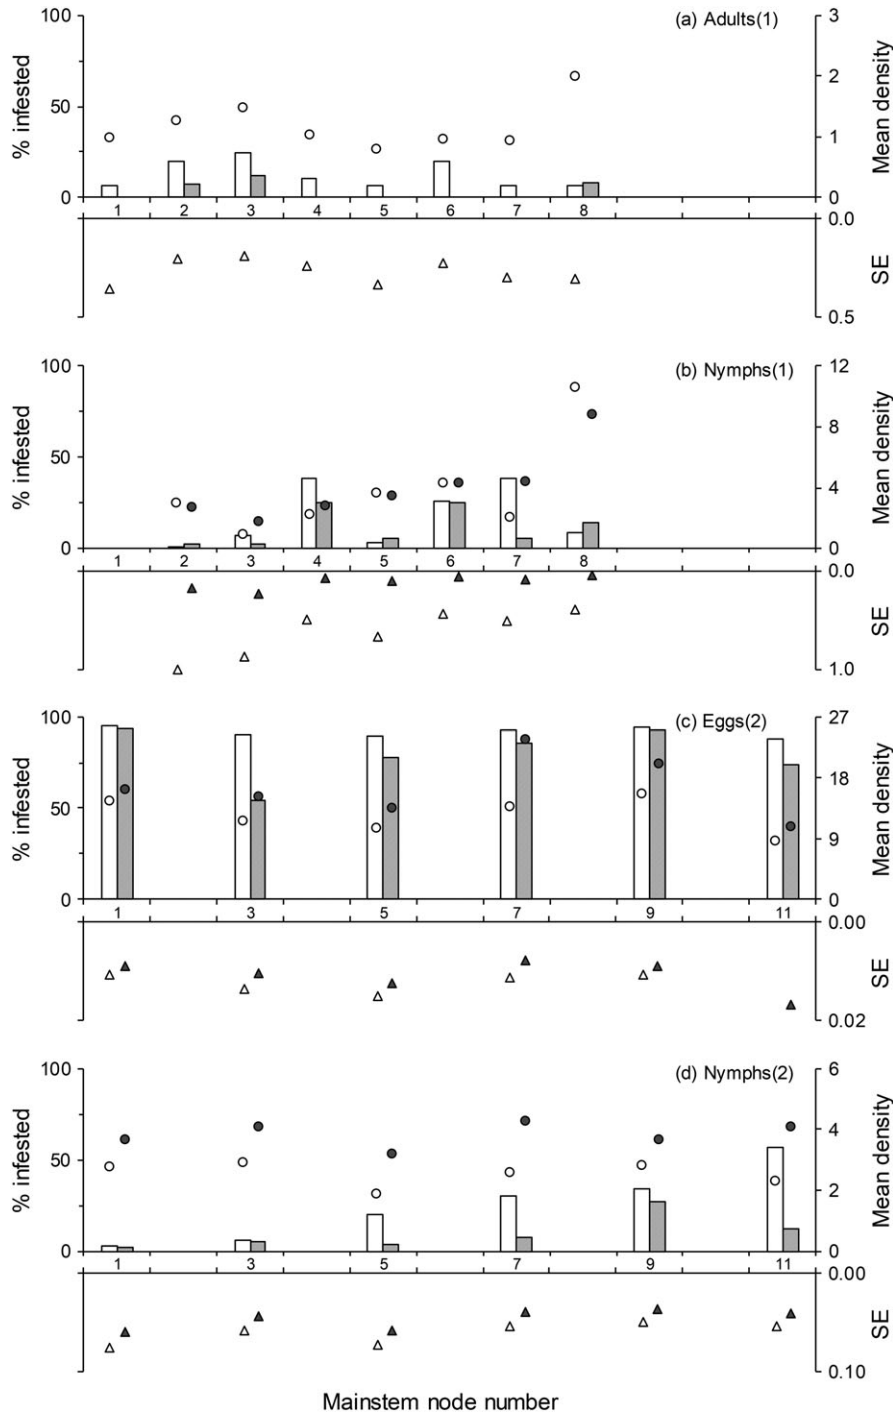 (a) Adults(1)
% infested
100
50
0
Mean density
3
2
1
0
1 2 3 4 5 6 7 8
SE
0.0
0.5
(b) Nymphs(1)
% infested
100
50
0
Mean density
12
8
4
0
1 2 3 4 5 6 7 8
SE
0.0
1.0
(c) Eggs(2)
% infested
100
50
0
Mean density
27
18
9
0
1 3 5 7 9 11
SE
0.00
0.02
(d) Nymphs(2)
% infested
100
50
0
Mean density
6
4
2
0
1 3 5 7 9 11
SE
0.00
0.10
Mainstem node number